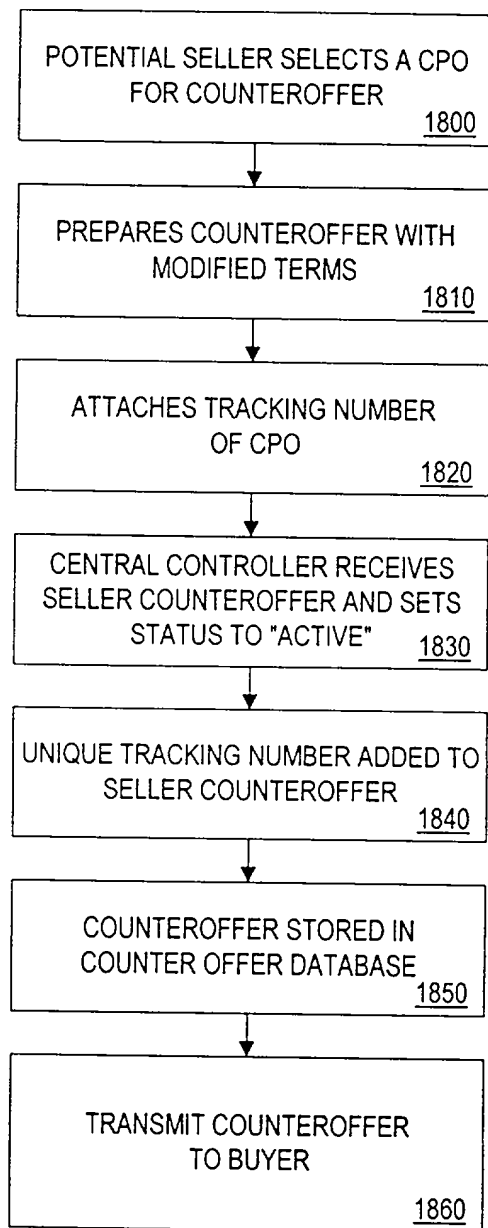 POTENTIAL SELLER SELECTS A CPO
FOR COUNTEROFFER
1800
PREPARES COUNTEROFFER WITH
MODIFIED TERMS
1810
ATTACHES TRACKING NUMBER
OF CPO
1820
CENTRAL CONTROLLER RECEIVES
SELLER COUNTEROFFER AND SETS
STATUS TO "ACTIVE"
1830
UNIQUE TRACKING NUMBER ADDED TO
SELLER COUNTEROFFER
1840
COUNTEROFFER STORED IN
COUNTER OFFER DATABASE
1850
TRANSMIT COUNTEROFFER
TO BUYER
1860